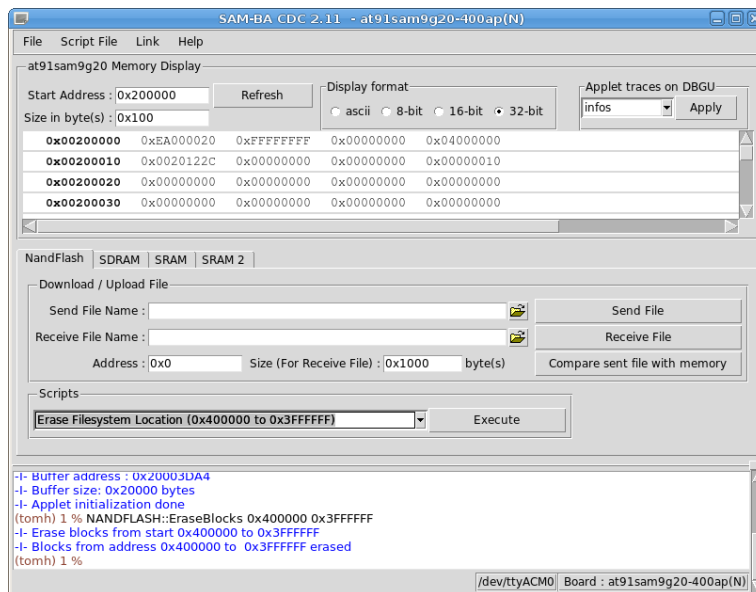 SAM-BA CDC 2.11 - at91sam9g20-400ap(N)
File Script File Link Help
at91sam9g20 Memory Display
Start Address : 0x200000 Refresh
Size in byte(s) : 0x100
Display format
ascii 8-bit 16-bit 32-bit
Applet traces on DBGU
infos Apply
0x00200000 0xEA000020 0xFFFFFFFF 0x00000000 0x04000000
0x00200010 0x0020122C 0x00000000 0x00000000 0x00000010
0x00200020 0x00000000 0x00000000 0x00000000 0x00000000
0x00200030 0x00000000 0x00000000 0x00000000 0x00000000
NandFlash SDRAM SRAM SRAM 2
Download / Upload File
Send File Name : Send File
Receive File Name : Receive File
Address : 0x0 Size (For Receive File) : 0x1000 byte(s) Compare sent file with memory
Scripts
Erase Filesystem Location (0x400000 to 0x3FFFFFF) Execute
-I- Buffer address : 0x20003DA4
-I- Buffer size: 0x20000 bytes
-I- Applet initialization done
(tomh) 1 % NANDFLASH::EraseBlocks 0x400000 0x3FFFFFF
-I- Erase blocks from start 0x400000 to 0x3FFFFFF
-I- Blocks from address 0x400000 to 0x3FFFFFF erased
(tomh) 1 %
/dev/ttyACM0 Board : at91sam9g20-400ap(N)